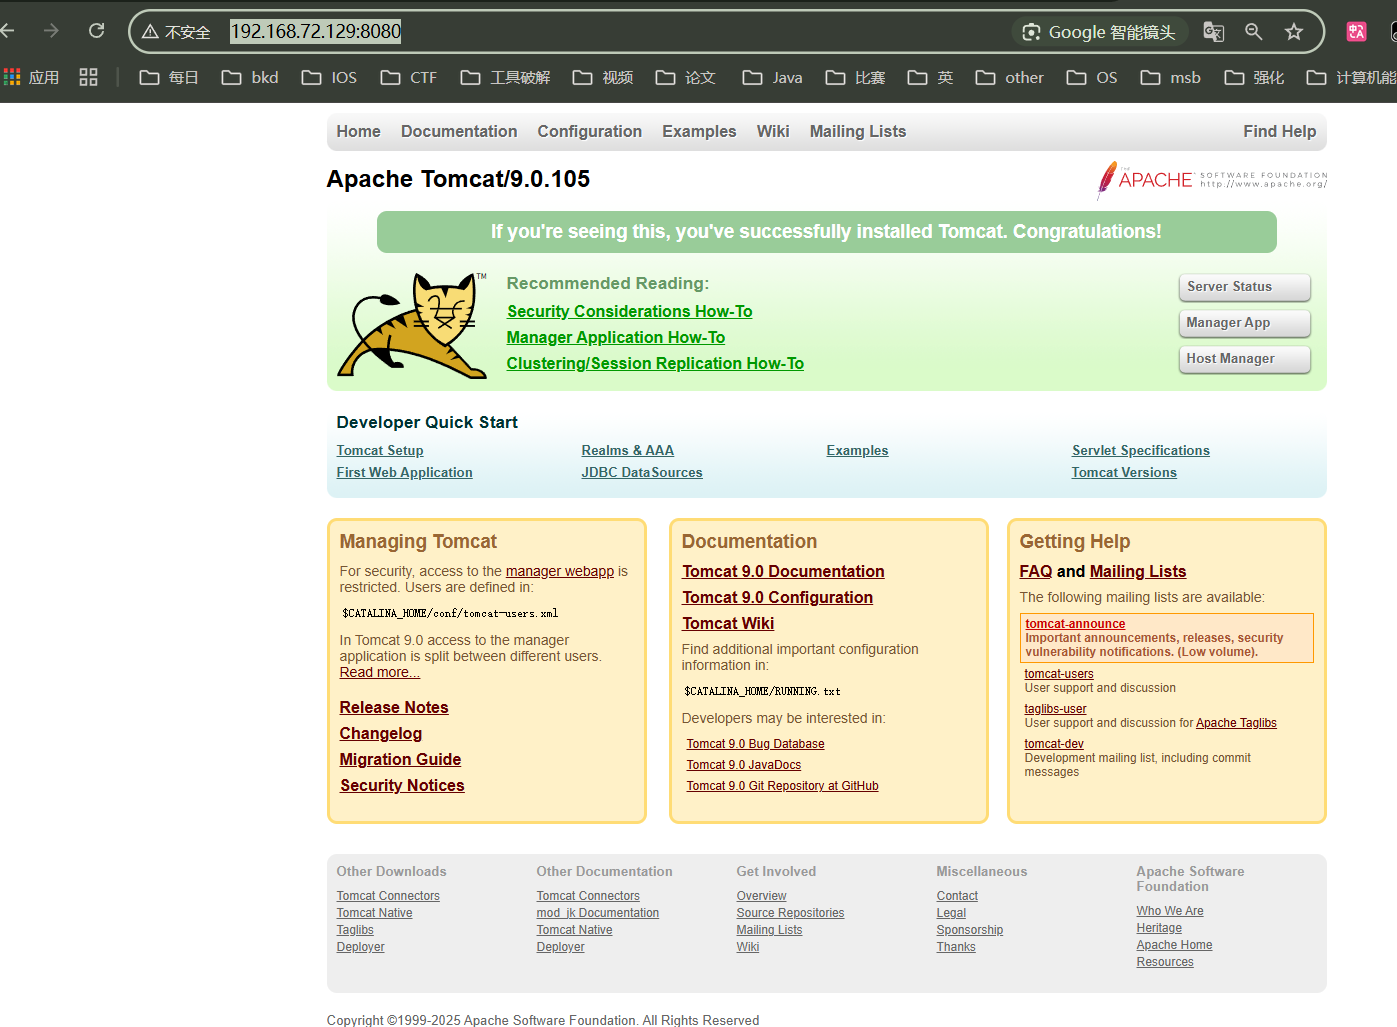 不安全 192.168.72.129:8080 Google 智能镜头
应用 每日 bkd IOS CTF 工具破解 视频 论文 Java 比赛 英 other OS msb 强化 计算机能
Home Documentation Configuration Examples Wiki Mailing Lists Find Help
Apache Tomcat/9.0.105
THE APACHE SOFTWARE FOUNDATION
http://www.apache.org/
If you're seeing this, you've successfully installed Tomcat. Congratulations!
TM
Recommended Reading:
Security Considerations How-To
Manager Application How-To
Clustering/Session Replication How-To
Server Status
Manager App
Host Manager
Developer Quick Start
Tomcat Setup Realms & AAA Examples Servlet Specifications
First Web Application JDBC DataSources Tomcat Versions
Managing Tomcat
For security, access to the manager webapp is
restricted. Users are defined in:
$CATALINA_HOME/conf/tomcat-users.xml
In Tomcat 9.0 access to the manager
application is split between different users.
Read more...
Release Notes
Changelog
Migration Guide
Security Notices
Documentation
Tomcat 9.0 Documentation
Tomcat 9.0 Configuration
Tomcat Wiki
Find additional important configuration
information in:
$CATALINA_HOME/RUNNING.txt
Developers may be interested in:
Tomcat 9.0 Bug Database
Tomcat 9.0 JavaDocs
Tomcat 9.0 Git Repository at GitHub
Getting Help
FAQ and Mailing Lists
The following mailing lists are available:
tomcat-announce
Important announcements, releases, security
vulnerability notifications. (Low volume).
tomcat-users
User support and discussion
taglibs-user
User support and discussion for Apache Taglibs
tomcat-dev
Development mailing list, including commit
messages
Other Downloads
Tomcat Connectors
Tomcat Native
Taglibs
Deployer
Other Documentation
Tomcat Connectors
mod_jk Documentation
Tomcat Native
Deployer
Get Involved
Overview
Source Repositories
Mailing Lists
Wiki
Miscellaneous
Contact
Legal
Sponsorship
Thanks
Apache Software
Foundation
Who We Are
Heritage
Apache Home
Resources
Copyright ©1999-2025 Apache Software Foundation. All Rights Reserved